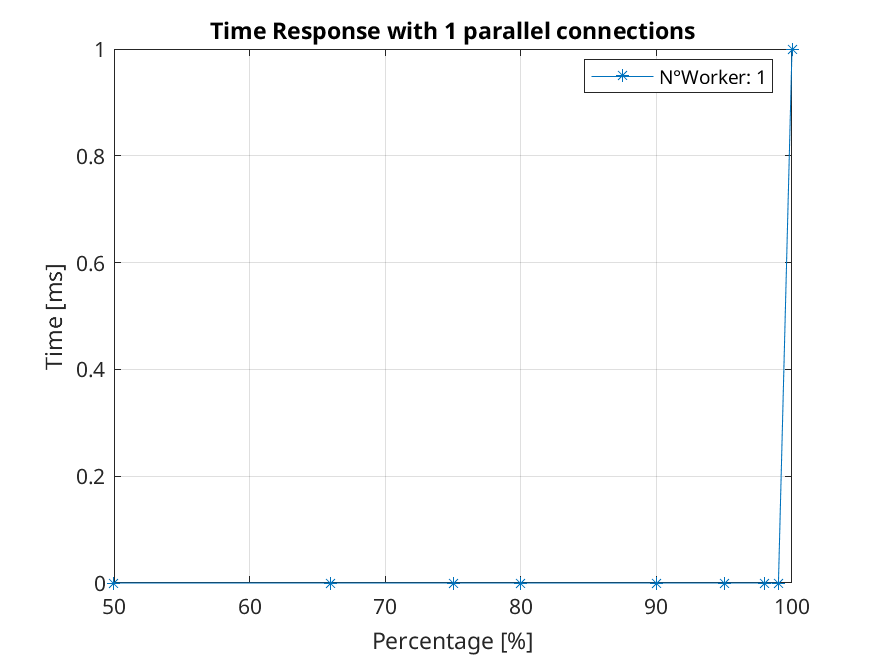 Time Response with 1 parallel connections
N°Worker: 1
1
0.8
0.6
0.4
0.2
0
Time [ms]
50 60 70 80 90 100
Percentage [%]